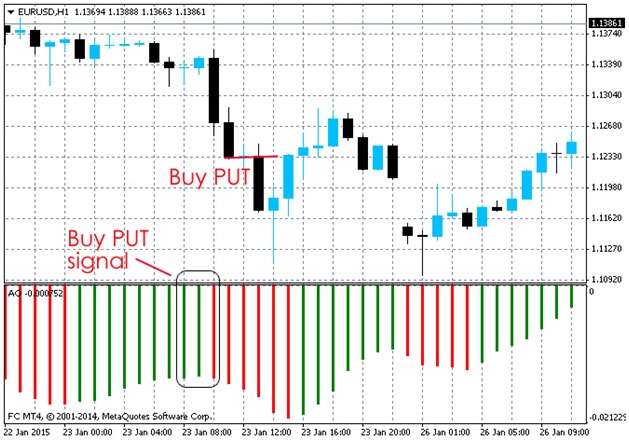 EURUSD,H1 1.13694 1.13888 1.13663 1.13861
1.13861
1.13740
1.13390
1.13040
1.12680
1.12330
Buy PUT
1.11980
1.11620
Buy PUT
signal
1.11270
1.10920
AO -0.000752
0
FC MT4, © 2001-2014, MetaQuotes Software Corp.
-0.021229
22 Jan 2015 23 Jan 00:00 23 Jan 04:00 23 Jan 08:00 23 Jan 12:00 23 Jan 16:00 23 Jan 20:00 26 Jan 01:00 26 Jan 05:00 26 Jan 09:00